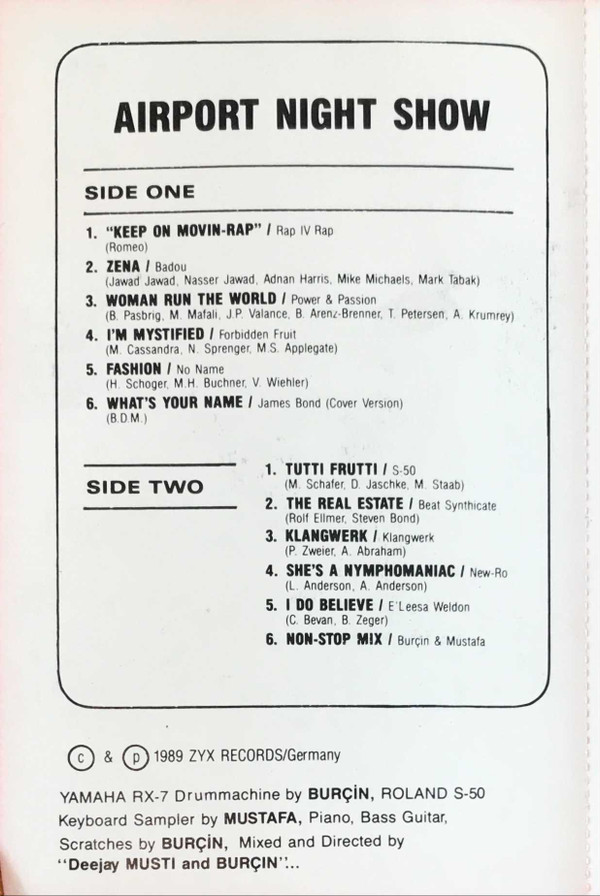 AIRPORT NIGHT SHOW
SIDE ONE
1. "KEEP ON MOVIN-RAP" / Rap IV Rap
(Romeo)
2. ZENA / Badou
(Jawad Jawad, Nasser Jawad, Adnan Harris, Mike Michaels, Mark Tabak)
3. WOMAN RUN THE WORLD / Power & Passion
(B. Pasbrig, M. Mafali, J.P. Valance, B. Arenz-Brenner, T. Petersen, A. Krumrey)
4. I'M MYSTIFIED / Forbidden Fruit
(M. Cassandra, N. Sprenger, M.S. Applegate)
5. FASHION / No Name
(H. Schoger, M.H. Buchner, V. Wiehler)
6. WHAT'S YOUR NAME / James Bond (Cover Version)
(B.D.M.)
SIDE TWO
1. TUTTI FRUTTI / S-50
(M. Schafer, D. Jaschke, M. Staab)
2. THE REAL ESTATE / Beat Synthicate
(Rolf Ellmer, Steven Bond)
3. KLANGWERK / Klangwerk
(P. Zweier, A. Abraham)
4. SHE'S A NYMPHOMANIAC / New-Ro
(L. Anderson, A. Anderson)
5. I DO BELIEVE / E'Leesa Weldon
(C. Bevan, B. Zeger)
6. NON-STOP MIX / Burçin & Mustafa
© & ℗ 1989 ZYX RECORDS/Germany
YAMAHA RX-7 Drummachine by BURÇİN, ROLAND S-50
Keyboard Sampler by MUSTAFA, Piano, Bass Guitar,
Scratches by BURÇİN, Mixed and Directed by
"Deejay MUSTI and BURÇIN"...